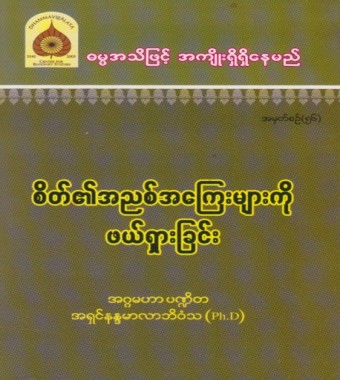 DHAMMASAHĀYA
ဓမ္မအသိဖြင့် အကျိုးရှိရှိနေမည်
အမှတ်စဉ်(၅၆)
စိတ်၏အညစ်အကြေးများကို
ဖယ်ရှားခြင်း
အဂ္ဂမဟာပဏ္ဍိတ
အရှင်နန္ဒမာလာဘိဝံသ (Ph.D)